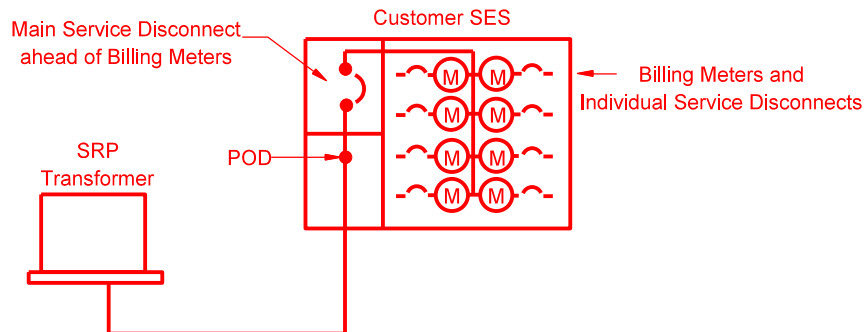 Customer SES
Main Service Disconnect
ahead of Billing Meters
M M
Billing Meters and
Individual Service Disconnects
M M
SRP
Transformer
POD
M M
M M